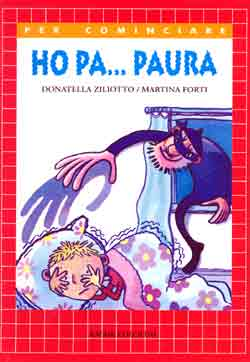 PER COMINCIARE
HO PA... PAURA
DONATELLA ZILIOTTO / MARTINA FORTI